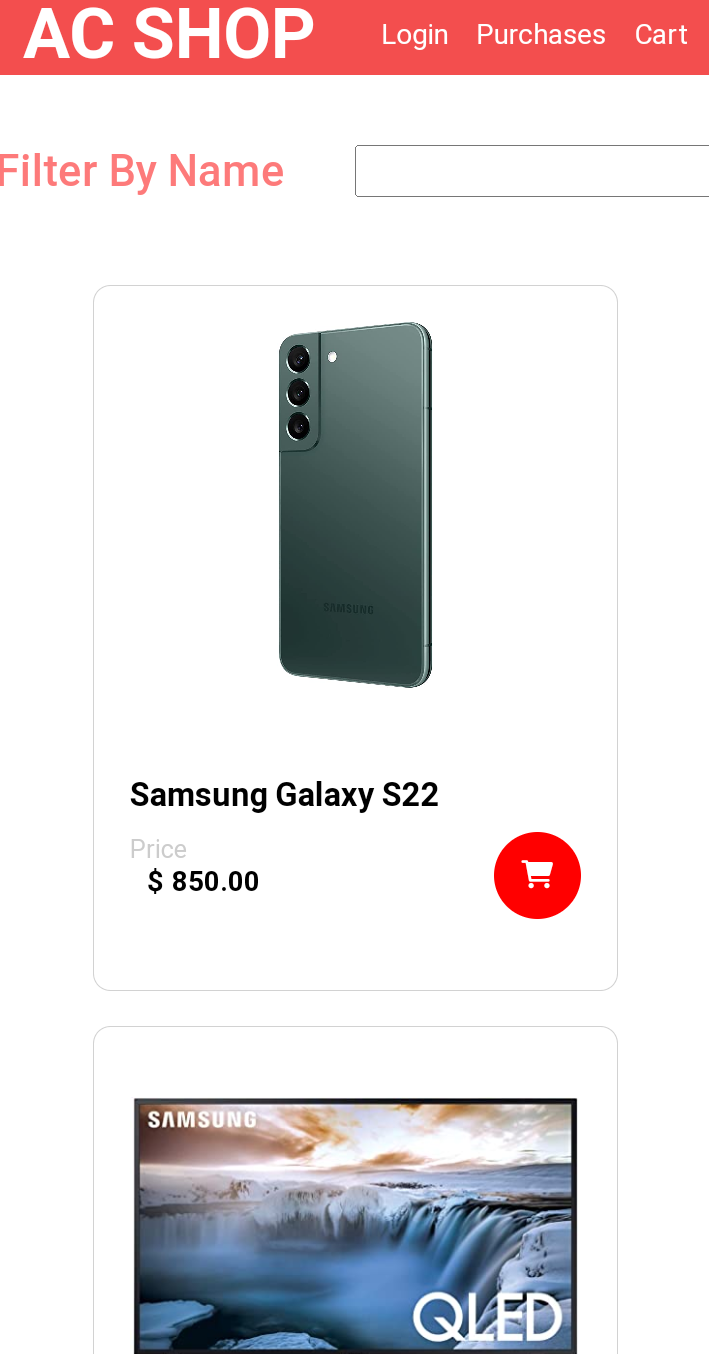 AC SHOP
Login Purchases Cart
Filter By Name
SAMSUNG
Samsung Galaxy S22
Price
$ 850.00
SAMSUNG
QLED